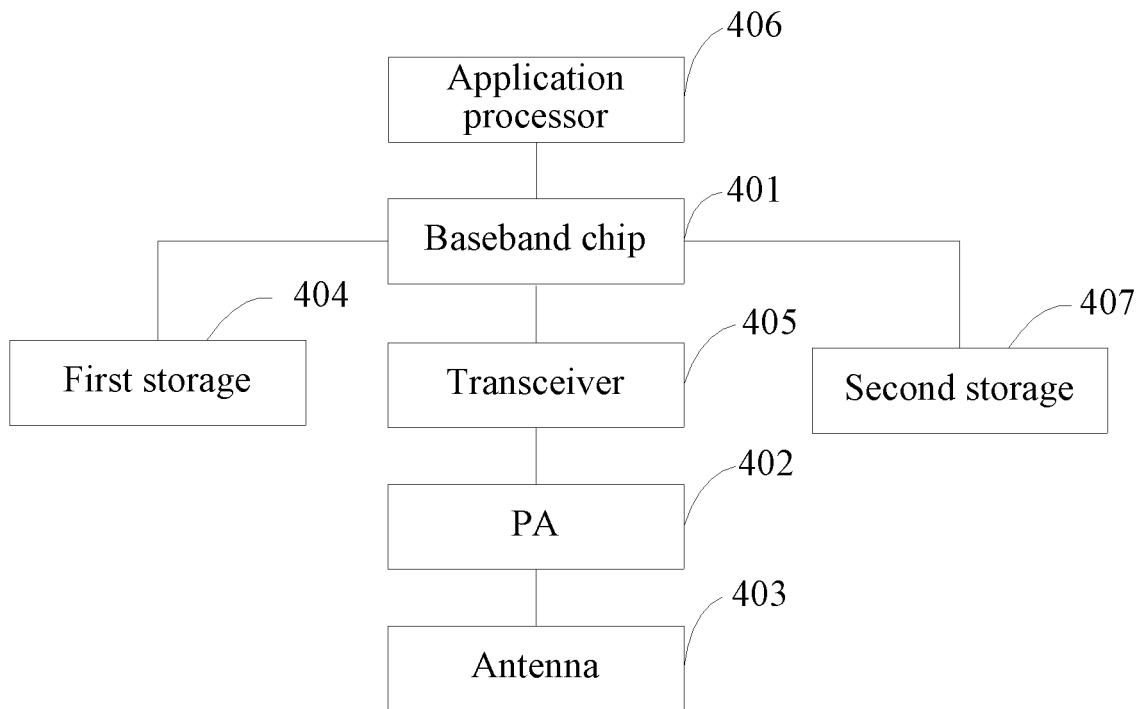 406
Application
processor
401
Baseband chip
404
First storage
405
Transceiver
407
Second storage
402
PA
403
Antenna